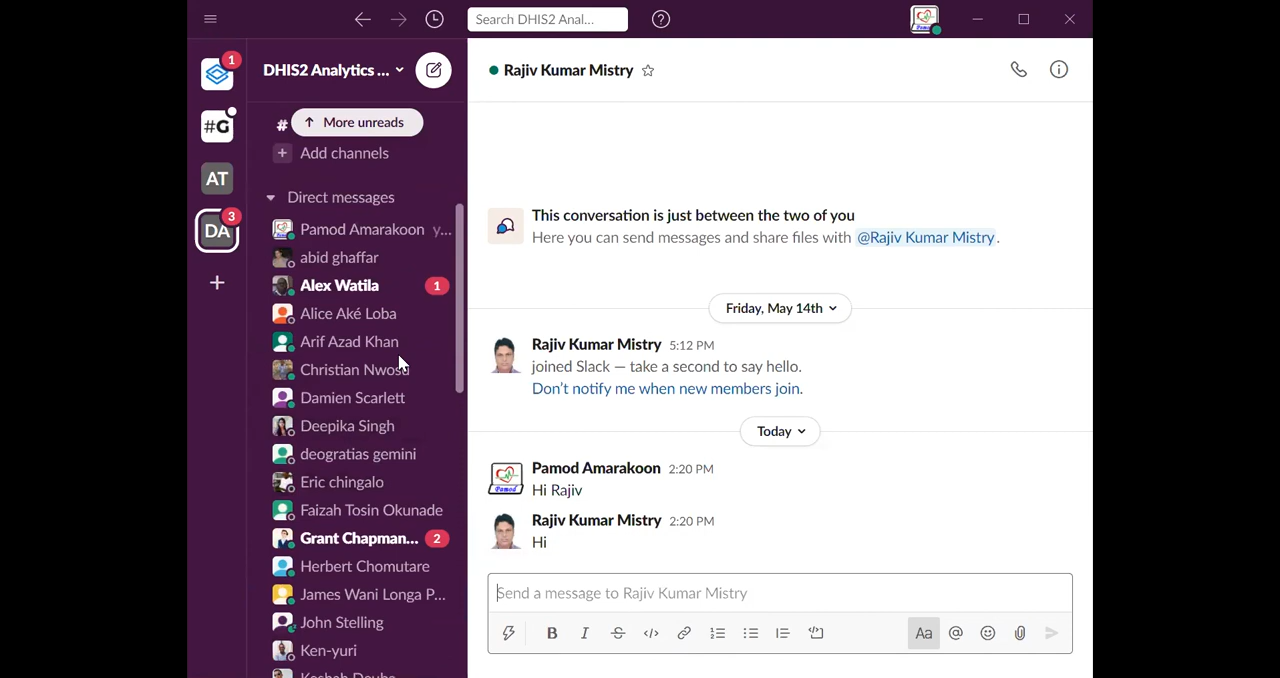 Search DHIS2 Anal...
1
#G
AT
3
DA
DHIS2 Analytics ...
#
More unreads
Add channels
Direct messages
Pamod Amarakoon y...
abid ghaffar
Alex Watila 1
Alice Aké Loba
Arif Azad Khan
Christian Nwosu
Damien Scarlett
Deepika Singh
deogratias gemini
Eric chingalo
Faizah Tosin Okunade
Grant Chapman... 2
Herbert Chomutare
James Wani Longa P...
John Stelling
Ken-yuri
Rajiv Kumar Mistry
This conversation is just between the two of you
Here you can send messages and share files with @Rajiv Kumar Mistry.
Friday, May 14th
Rajiv Kumar Mistry 5:12 PM
joined Slack — take a second to say hello.
Don't notify me when new members join.
Today
Pamod Amarakoon 2:20 PM
Pamod
Hi Rajiv
Rajiv Kumar Mistry 2:20 PM
Hi
Send a message to Rajiv Kumar Mistry
B I S </> Aa @